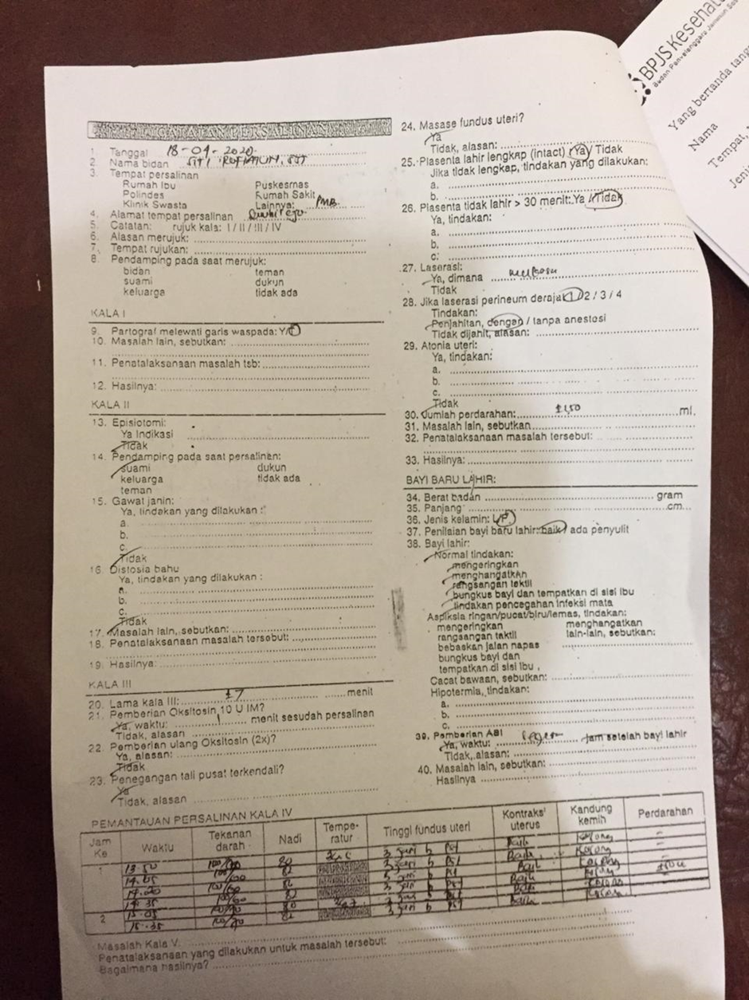 CATATAN PERSALINAN
1. Tanggal 18-04-2020
2. Nama bidan SITI ROFIATUN, SST
3. Tempat persalinan
Rumah Ibu Puskesmas
Polindes Rumah Sakit
Klinik Swasta Lainnya: PMB
4. Alamat tempat persalinan
5. Catatan: rujuk kala: I / II / III / IV
6. Alasan merujuk:
7. Tempat rujukan:
8. Pendamping pada saat merujuk:
bidan teman
suami dukun
keluarga tidak ada
KALA I
9. Partograf melewati garis waspada: Y/T
10. Masalah lain, sebutkan:
11. Penatalaksanaan masalah tsb:
12. Hasilnya:
KALA II
13. Episiotomi:
Ya Indikasi
Tidak
14. Pendamping pada saat persalinan:
suami dukun
keluarga tidak ada
teman
15. Gawat janin:
Ya, tindakan yang dilakukan :
a.
b.
c.
Tidak
16. Distosia bahu
Ya, tindakan yang dilakukan :
a.
b.
c.
Tidak
17. Masalah lain, sebutkan:
18. Penatalaksanaan masalah tersebut:
19. Hasilnya:
KALA III
20. Lama kala III: ±7 menit
21. Pemberian Oksitosin 10 U IM?
Ya, waktu: 1 menit sesudah persalinan
Tidak, alasan
22. Pemberian ulang Oksitosin (2x)?
Ya, alasan:
Tidak
23. Penegangan tali pusat terkendali?
Ya
Tidak, alasan
24. Masase fundus uteri?
Ya
Tidak, alasan:
25. Plasenta lahir lengkap (intact) Ya/ Tidak
Jika tidak lengkap, tindakan yang dilakukan:
a.
b.
26. Plasenta tidak lahir > 30 menit: Ya / Tidak
Ya, tindakan:
a.
b.
c.
27. Laserasi:
Ya, dimana mukosa
Tidak
28. Jika laserasi perineum derajat 1 / 2 / 3 / 4
Tindakan:
Penjahitan, dengan / tanpa anestesi
Tidak dijahit, alasan:
29. Atonia uteri:
Ya, tindakan:
a.
b.
c.
Tidak
30. Jumlah perdarahan: ±150 ml.
31. Masalah lain, sebutkan
32. Penatalaksanaan masalah tersebut:
33. Hasilnya:
BAYI BARU LAHIR:
34. Berat badan gram
35. Panjang cm
36. Jenis kelamin: L/P
37. Penilaian bayi baru lahir: baik / ada penyulit
38. Bayi lahir:
Normal tindakan:
mengeringkan
menghangatkan
rangsangan taktil
bungkus bayi dan tempatkan di sisi ibu
tindakan pencegahan infeksi mata
Aspiksia ringan/pucat/biru/lemas, tindakan:
mengeringkan menghangatkan
rangsangan taktil lain-lain, sebutkan:
bebaskan jalan napas
bungkus bayi dan
tempatkan di sisi ibu
Cacat bawaan, sebutkan:
Hipotermia, tindakan:
a.
b.
c.
39. Pemberian ASI
Ya, waktu: segera jam setelah bayi lahir
Tidak, alasan:
40. Masalah lain, sebutkan:
Hasilnya
PEMANTAUAN PERSALINAN KALA IV
Jam Ke Waktu Tekanan darah Nadi Temperatur Tinggi fundus uteri Kontraksi uterus Kandung kemih Perdarahan
1 13.50 100/70 80 3 jari b pst Baik Kosong -
14.05 100/60 82 3 jari b pst Baik Kosong -
14.20 100/60 82 3 jari b pst Baik Kosong
14.35 100/60 82 3 jari b pst Baik Kosong
2 15.05 100/70 80 3 jari b pst Baik Kosong
15.35 100/70 82 3 jari b pst Baik Kosong
Masalah Kala V
Penatalaksanaan yang dilakukan untuk masalah tersebut:
Bagaimana hasilnya?
BPJS Kesehatan
Badan Penyelenggara Jaminan Sos
Yang bertanda tang
Nama
Tempat,
Jeni